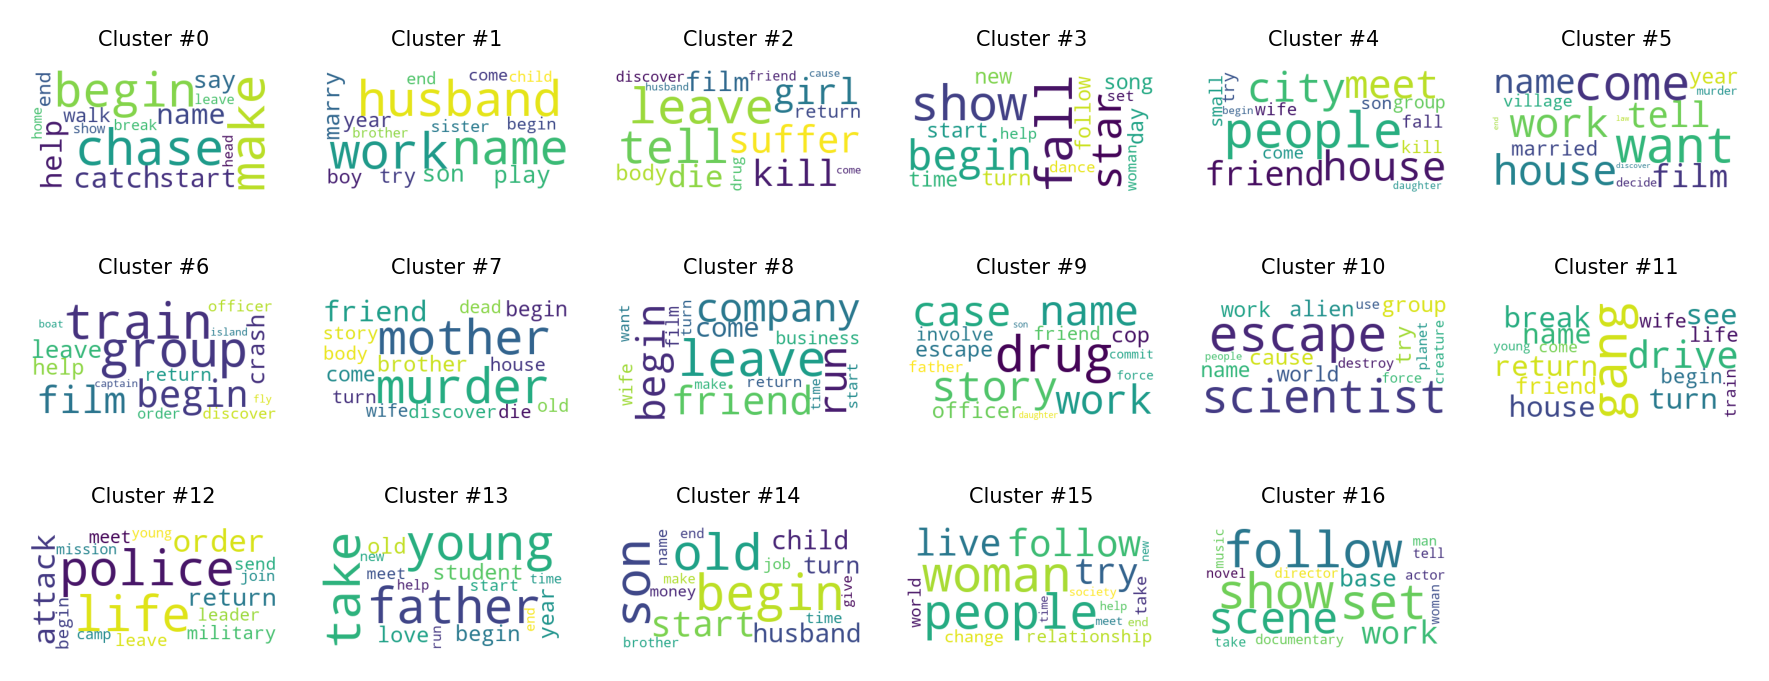 Cluster #0
end begin say
leave
walk name
home show break
help chase head make
catch start
Cluster #1
end come child
marry husband
year
brother sister begin
work name
boy try son play
Cluster #2
discover film friend cause
husband girl
leave return
tell suffer
body die drug kill come
Cluster #3
new song
show fall star set
start help follow day
begin woman
time turn dance
Cluster #4
small try city meet
begin wife son group
people fall
come kill
friend house
daughter
Cluster #5
name come year
murder
village
work law tell
end married want
house discover
decide film
Cluster #6
train officer
boat island
leave group crash
help return
captain
film begin fly
order discover
Cluster #7
friend dead begin
story mother
body brother house
come murder
turn
wife discover die old
Cluster #8
want turn company
film come
begin business
leave run
wife make return time start
friend
Cluster #9
case name
son
involve friend cop
escape drug commit
father force
story work
officer daughter
Cluster #10
work alien use group
escape try planet creature
people cause
name world destroy
force
scientist
Cluster #11
break gang wife see
name life
young come drive
return begin
friend train
house turn
Cluster #12
attack meet young order
mission send
police join
begin life return
leader
camp leave military
Cluster #13
take old young
new
meet student
help start time
father year
love run begin end
Cluster #14
son name end old child
job turn
make
money begin give
start time
brother husband
Cluster #15
live follow new
woman try
world society take
people time help
meet end
change relationship
Cluster #16
music follow man
tell
novel director base actor
show set woman
scene work
take documentary